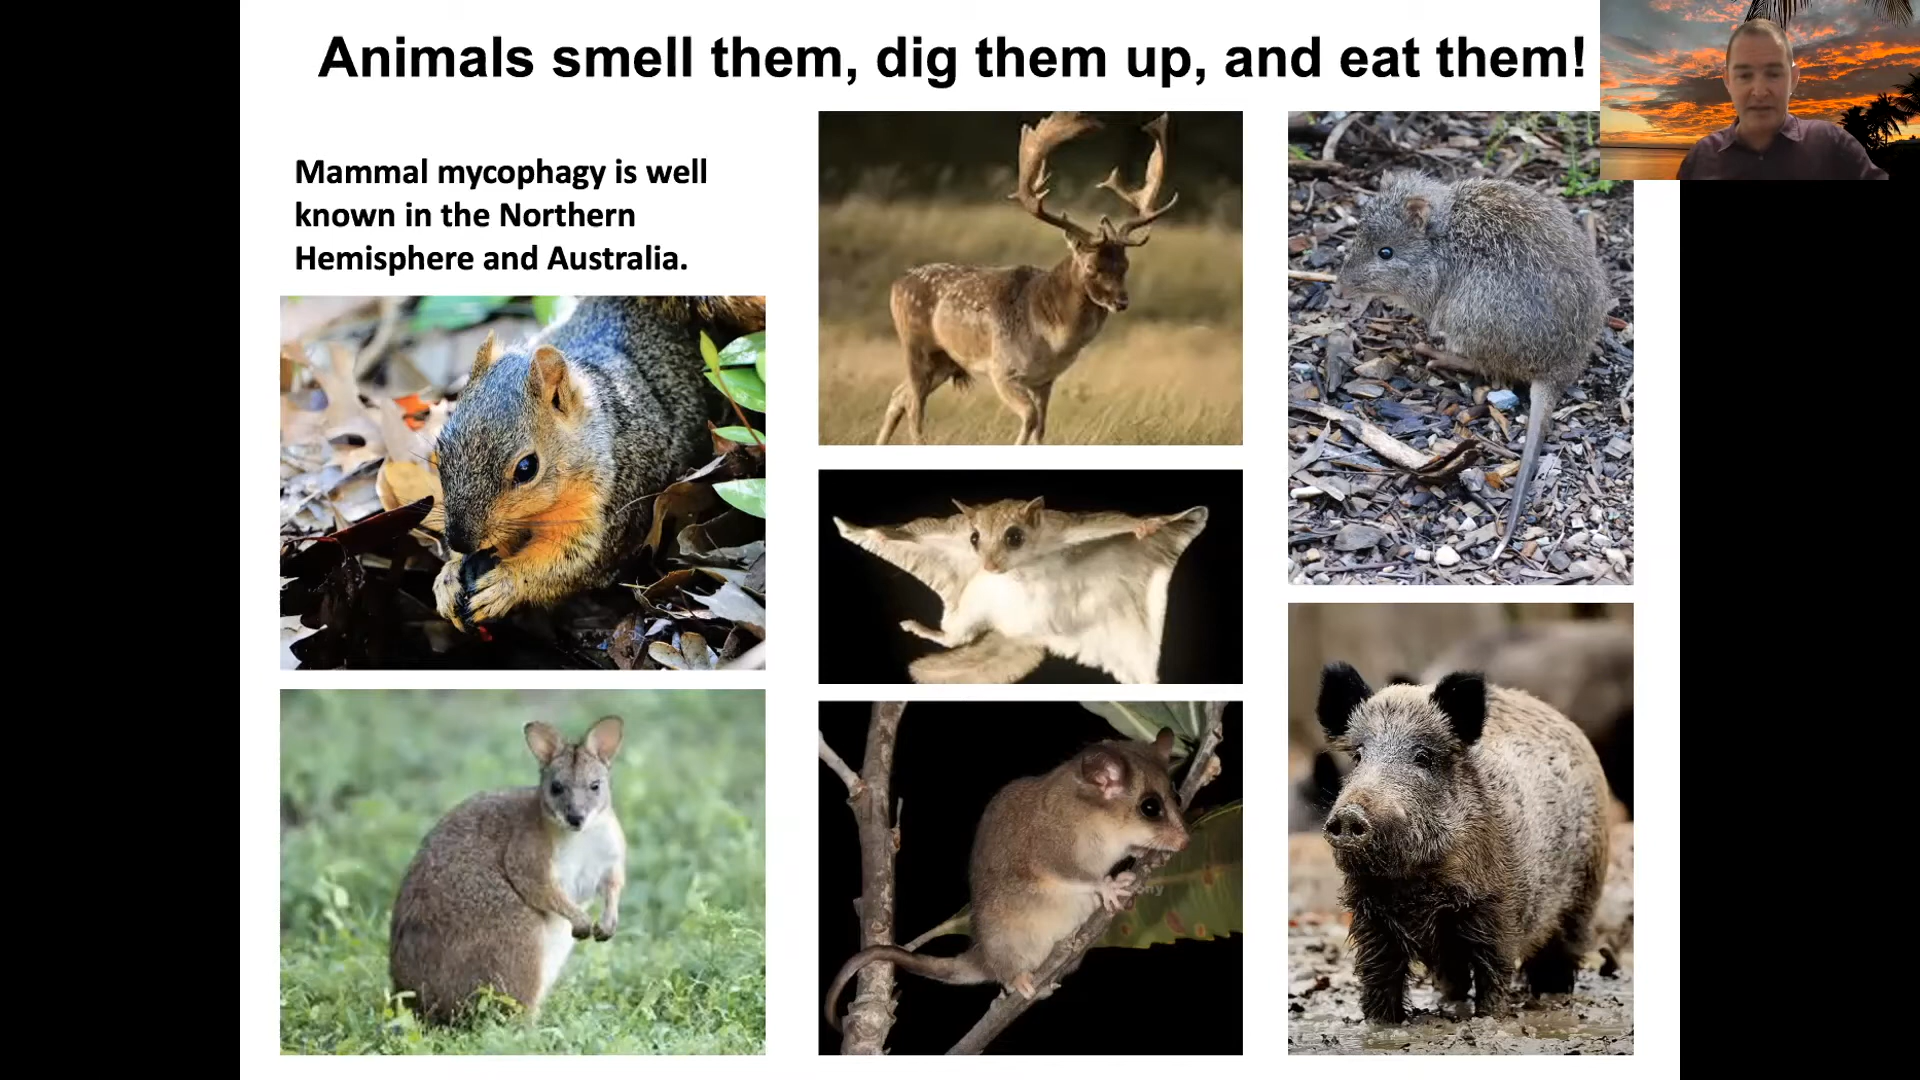 Animals smell them, dig them up, and eat them!
Mammal mycophagy is well
known in the Northern
Hemisphere and Australia.